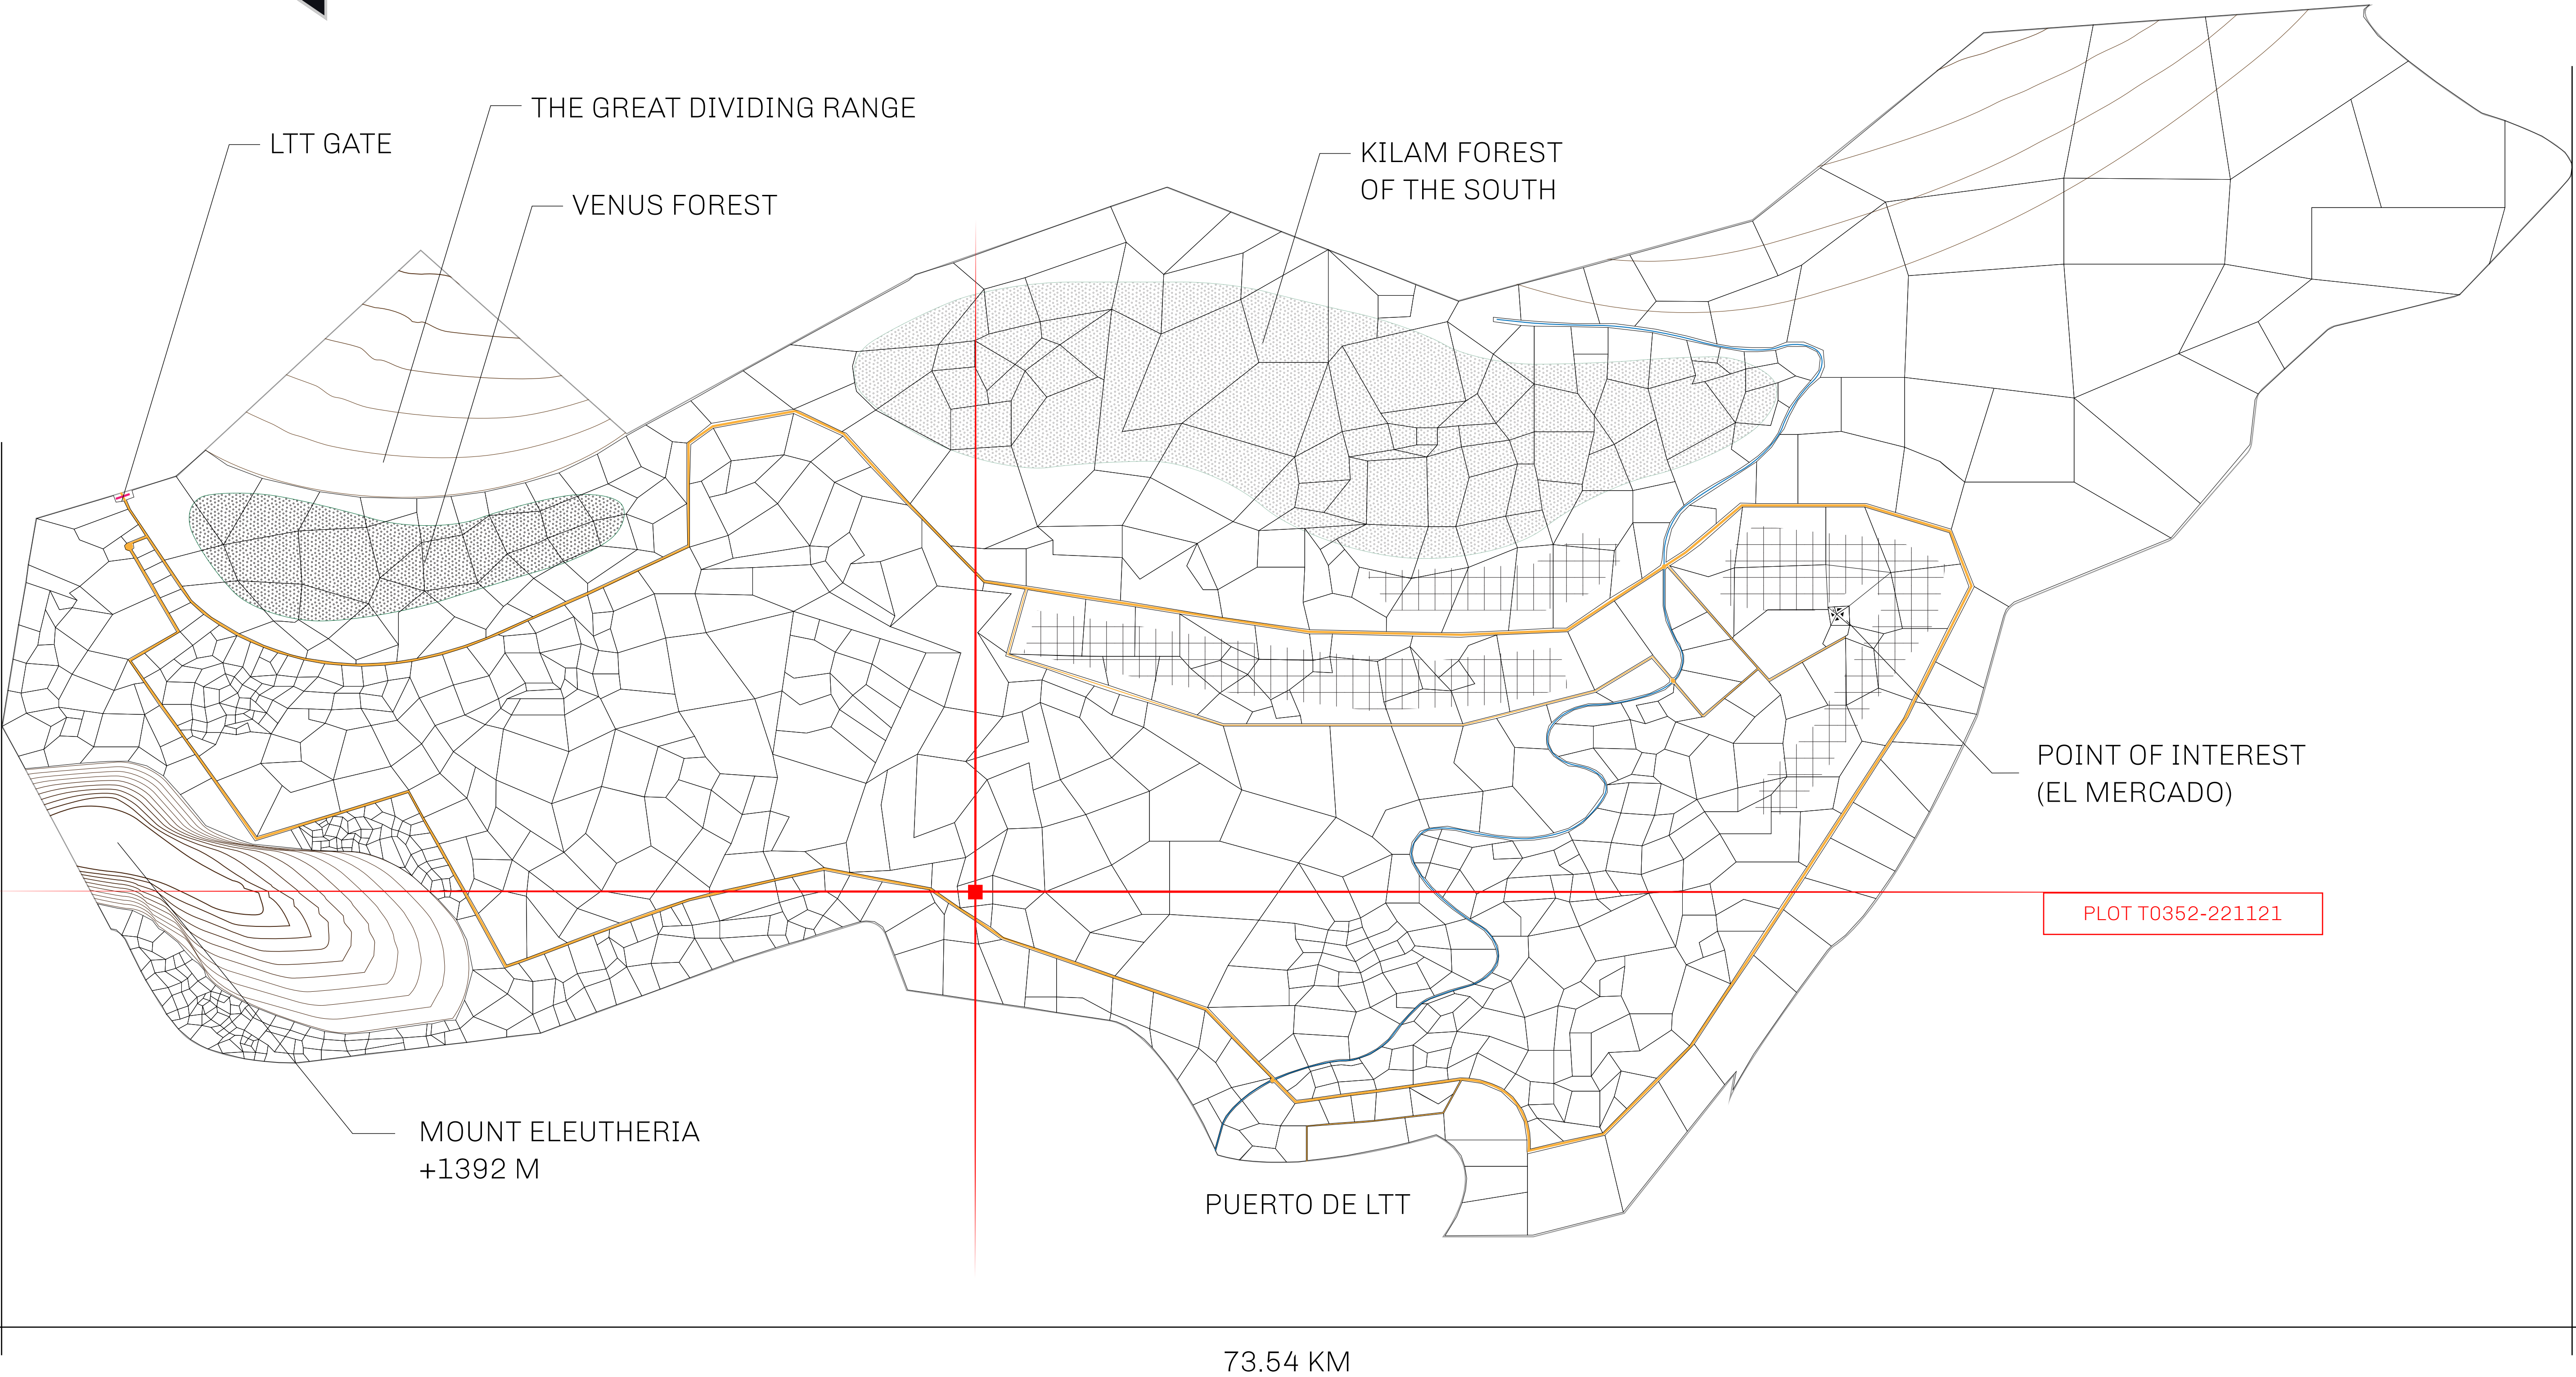 THE GREAT DIVIDING RANGE
LTT GATE
VENUS FOREST
KILAM FOREST
OF THE SOUTH
POINT OF INTEREST
(EL MERCADO)
PLOT T0352-221121
MOUNT ELEUTHERIA
+1392 M
PUERTO DE LTT
73.54 KM